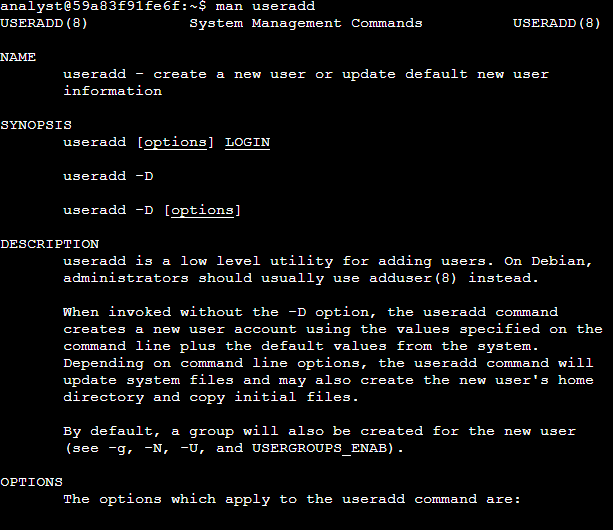 analyst@59a83f91fe6f:~$ man useradd
USERADD(8) System Management Commands USERADD(8)
NAME
useradd - create a new user or update default new user
information
SYNOPSIS
useradd [options] LOGIN
useradd -D
useradd -D [options]
DESCRIPTION
useradd is a low level utility for adding users. On Debian,
administrators should usually use adduser(8) instead.
When invoked without the -D option, the useradd command
creates a new user account using the values specified on the
command line plus the default values from the system.
Depending on command line options, the useradd command will
update system files and may also create the new user's home
directory and copy initial files.
By default, a group will also be created for the new user
(see -g, -N, -U, and USERGROUPS_ENAB).
OPTIONS
The options which apply to the useradd command are: